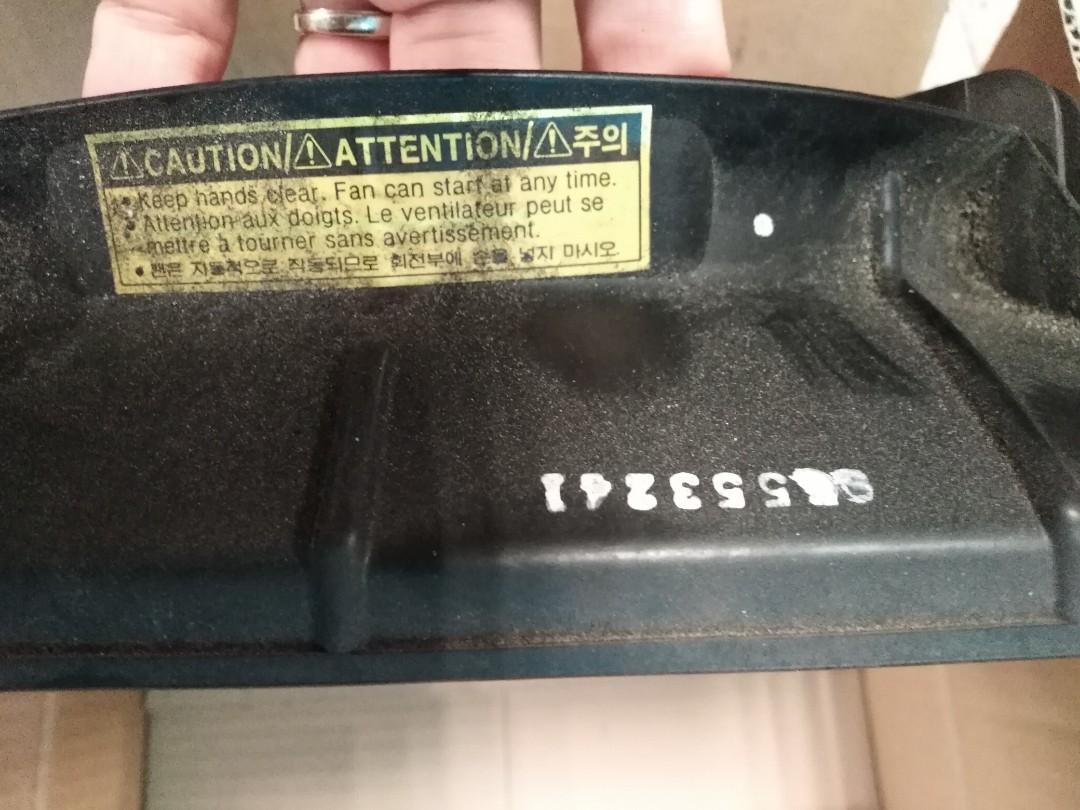 ⚠CAUTION/⚠ATTENTION/⚠주의
• Keep hands clear. Fan can start at any time.
• Attention aux doigts. Le ventilateur peut se
mettre à tourner sans avertissement.
• 팬은 자동적으로 작동되므로 회전부에 손을 넣지 마시오.